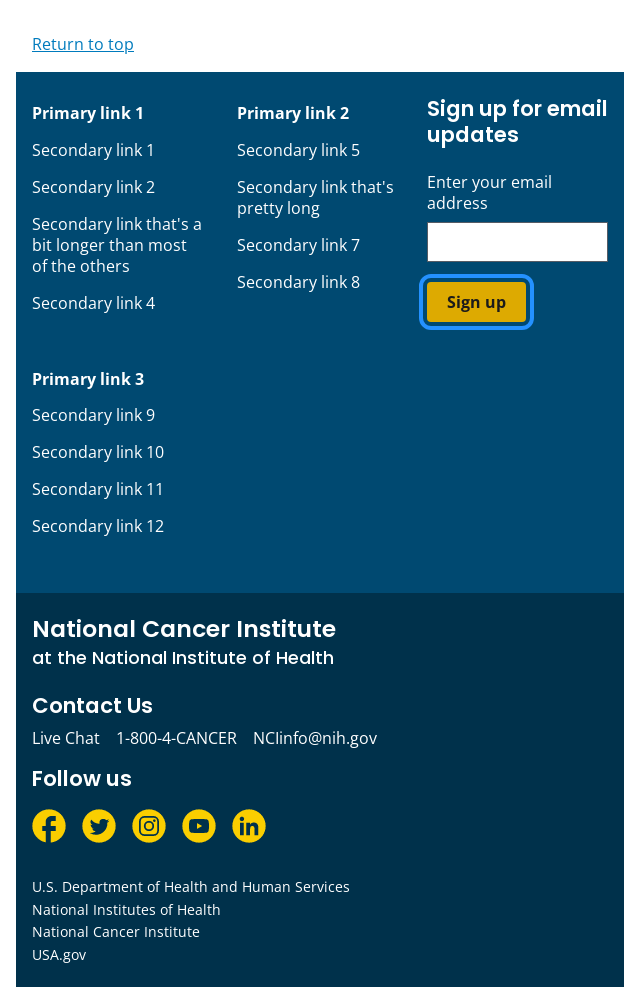 Return to top
Primary link 1
Secondary link 1
Secondary link 2
Secondary link that's a
bit longer than most
of the others
Secondary link 4
Primary link 2
Secondary link 5
Secondary link that's
pretty long
Secondary link 7
Secondary link 8
Primary link 3
Secondary link 9
Secondary link 10
Secondary link 11
Secondary link 12
Sign up for email
updates
Enter your email
address
Sign up
National Cancer Institute
at the National Institute of Health
Contact Us
Live Chat 1-800-4-CANCER NCIinfo@nih.gov
Follow us
U.S. Department of Health and Human Services
National Institutes of Health
National Cancer Institute
USA.gov